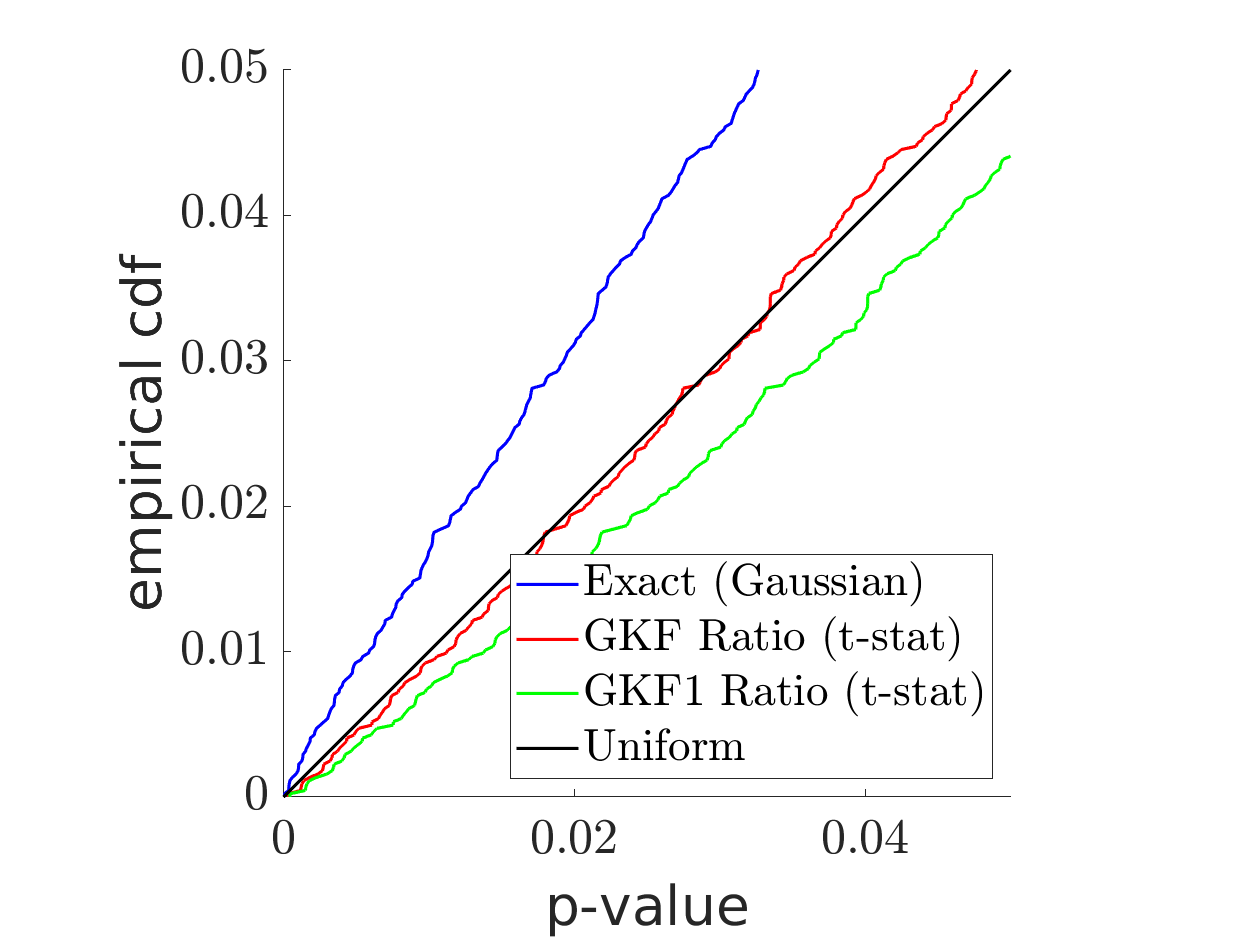 0.05
0.04
0.03
0.02
0.01
0
empirical cdf
Exact (Gaussian)
GKF Ratio (t-stat)
GKF1 Ratio (t-stat)
Uniform
0
0.02
0.04
p-value